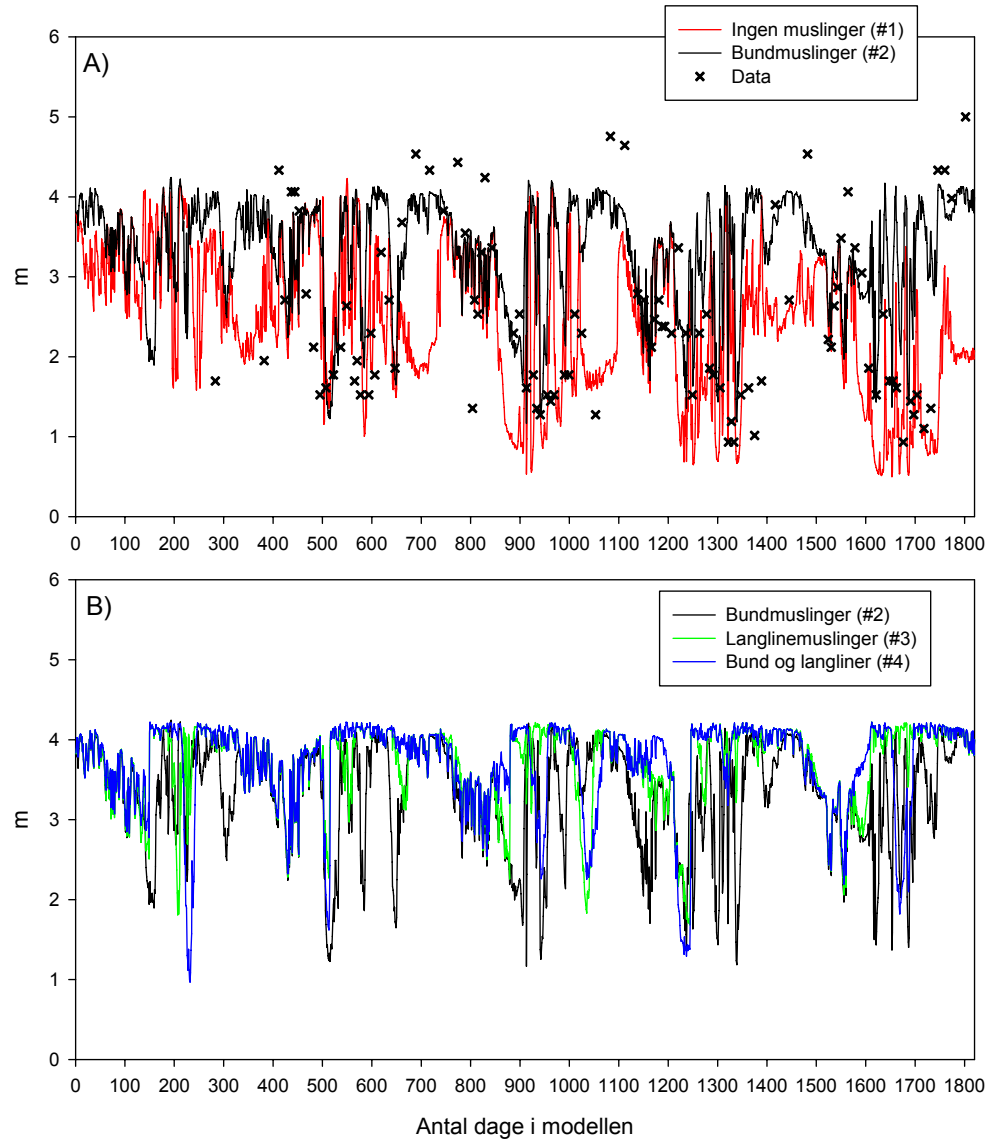 Ingen muslinger (#1)
Bundmuslinger (#2)
Data
A)
6
5
4
3
2
1
0
m
0 100 200 300 400 500 600 700 800 900 1000 1100 1200 1300 1400 1500 1600 1700 1800
B)
Bundmuslinger (#2)
Langlinemuslinger (#3)
Bund og langliner (#4)
6
5
4
3
2
1
0
m
0 100 200 300 400 500 600 700 800 900 1000 1100 1200 1300 1400 1500 1600 1700 1800
Antal dage i modellen